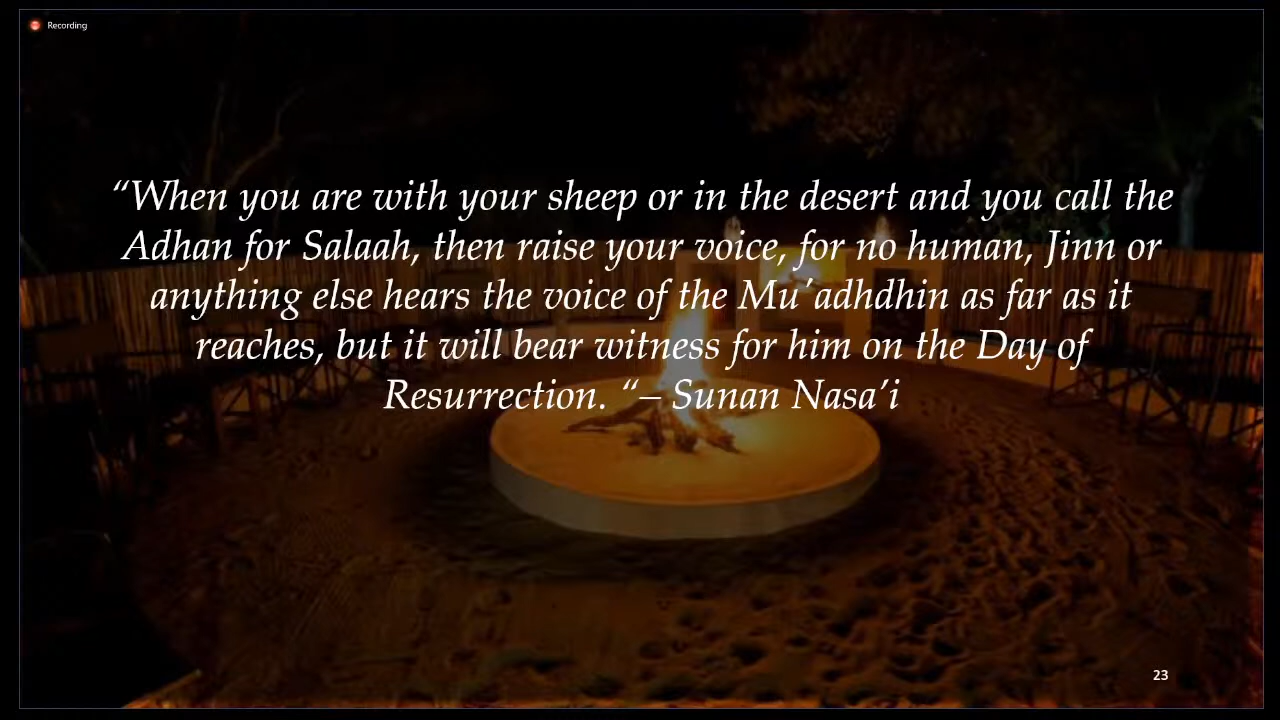 Recording
“When you are with your sheep or in the desert and you call the
Adhan for Salaah, then raise your voice, for no human, Jinn or
anything else hears the voice of the Mu'adhdhin as far as it
reaches, but it will bear witness for him on the Day of
Resurrection. “– Sunan Nasa’i
23